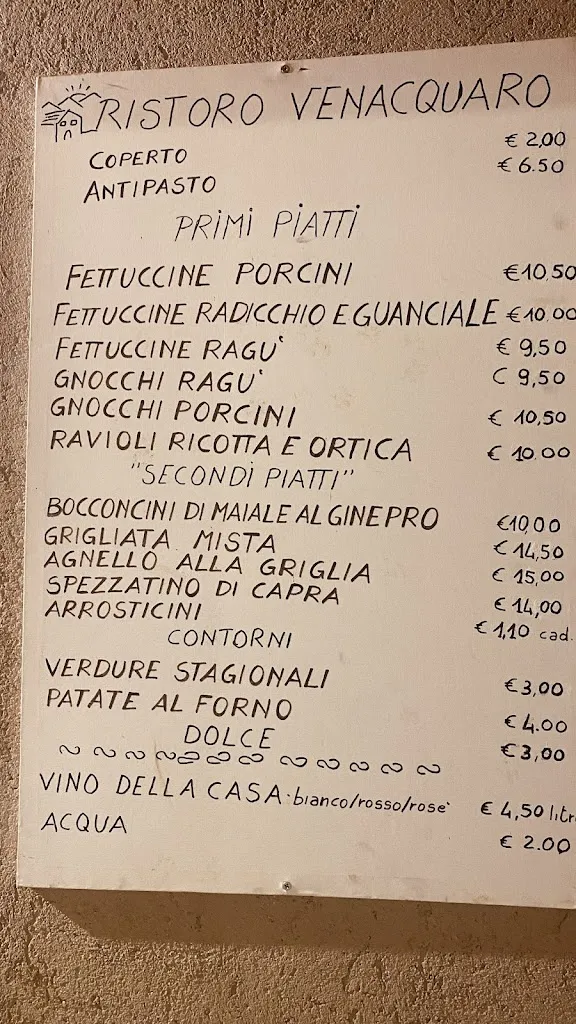 RISTORO VENACQUARO
COPERTO € 2,00
ANTIPASTO € 6.50
PRIMI PIATTI
FETTUCCINE PORCINI €10,50
FETTUCCINE RADICCHIO E GUANCIALE €10.00
FETTUCCINE RAGU' € 9,50
GNOCCHI RAGU' € 9,50
GNOCCHI PORCINI € 10,50
RAVIOLI RICOTTA E ORTICA € 10.00
"SECONDI PIATTI"
BOCCONCINI DI MAIALE AL GINEPRO €10,00
GRIGLIATA MISTA € 14,50
AGNELLO ALLA GRIGLIA € 15,00
SPEZZATINO DI CAPRA € 14,00
ARROSTICINI € 1,10 cad.
CONTORNI
VERDURE STAGIONALI €3,00
PATATE AL FORNO € 4.00
DOLCE €3,00
VINO DELLA CASA. bianco/rosso/rose' € 4,50 litr
ACQUA € 2.00